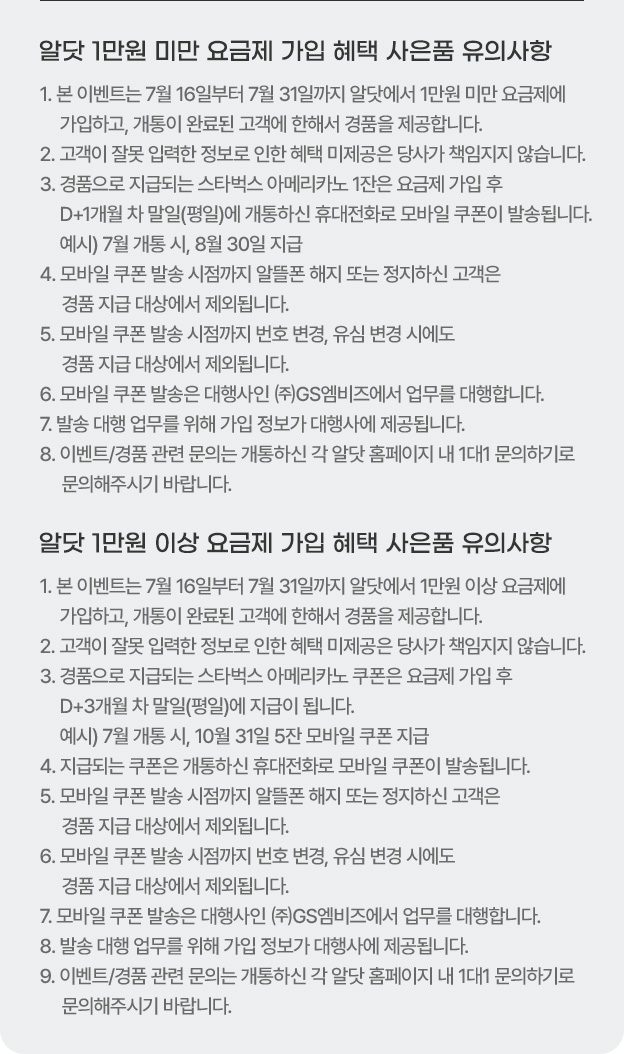 알닷 1만원 미만 요금제 가입 혜택 사은품 유의사항
1. 본 이벤트는 7월 16일부터 7월 31일까지 알닷에서 1만원 미만 요금제에
가입하고, 개통이 완료된 고객에 한해서 경품을 제공합니다.
2. 고객이 잘못 입력한 정보로 인한 혜택 미제공은 당사가 책임지지 않습니다.
3. 경품으로 지급되는 스타벅스 아메리카노 1잔은 요금제 가입 후
D+1개월 차 말일(평일)에 개통하신 휴대전화로 모바일 쿠폰이 발송됩니다.
예시) 7월 개통 시, 8월 30일 지급
4. 모바일 쿠폰 발송 시점까지 알뜰폰 해지 또는 정지하신 고객은
경품 지급 대상에서 제외됩니다.
5. 모바일 쿠폰 발송 시점까지 번호 변경, 유심 변경 시에도
경품 지급 대상에서 제외됩니다.
6. 모바일 쿠폰 발송은 대행사인 ㈜GS엠비즈에서 업무를 대행합니다.
7. 발송 대행 업무를 위해 가입 정보가 대행사에 제공됩니다.
8. 이벤트/경품 관련 문의는 개통하신 각 알닷 홈페이지 내 1대1 문의하기로
문의해주시기 바랍니다.
알닷 1만원 이상 요금제 가입 혜택 사은품 유의사항
1. 본 이벤트는 7월 16일부터 7월 31일까지 알닷에서 1만원 이상 요금제에
가입하고, 개통이 완료된 고객에 한해서 경품을 제공합니다.
2. 고객이 잘못 입력한 정보로 인한 혜택 미제공은 당사가 책임지지 않습니다.
3. 경품으로 지급되는 스타벅스 아메리카노 쿠폰은 요금제 가입 후
D+3개월 차 말일(평일)에 지급이 됩니다.
예시) 7월 개통 시, 10월 31일 5잔 모바일 쿠폰 지급
4. 지급되는 쿠폰은 개통하신 휴대전화로 모바일 쿠폰이 발송됩니다.
5. 모바일 쿠폰 발송 시점까지 알뜰폰 해지 또는 정지하신 고객은
경품 지급 대상에서 제외됩니다.
6. 모바일 쿠폰 발송 시점까지 번호 변경, 유심 변경 시에도
경품 지급 대상에서 제외됩니다.
7. 모바일 쿠폰 발송은 대행사인 ㈜GS엠비즈에서 업무를 대행합니다.
8. 발송 대행 업무를 위해 가입 정보가 대행사에 제공됩니다.
9. 이벤트/경품 관련 문의는 개통하신 각 알닷 홈페이지 내 1대1 문의하기로
문의해주시기 바랍니다.